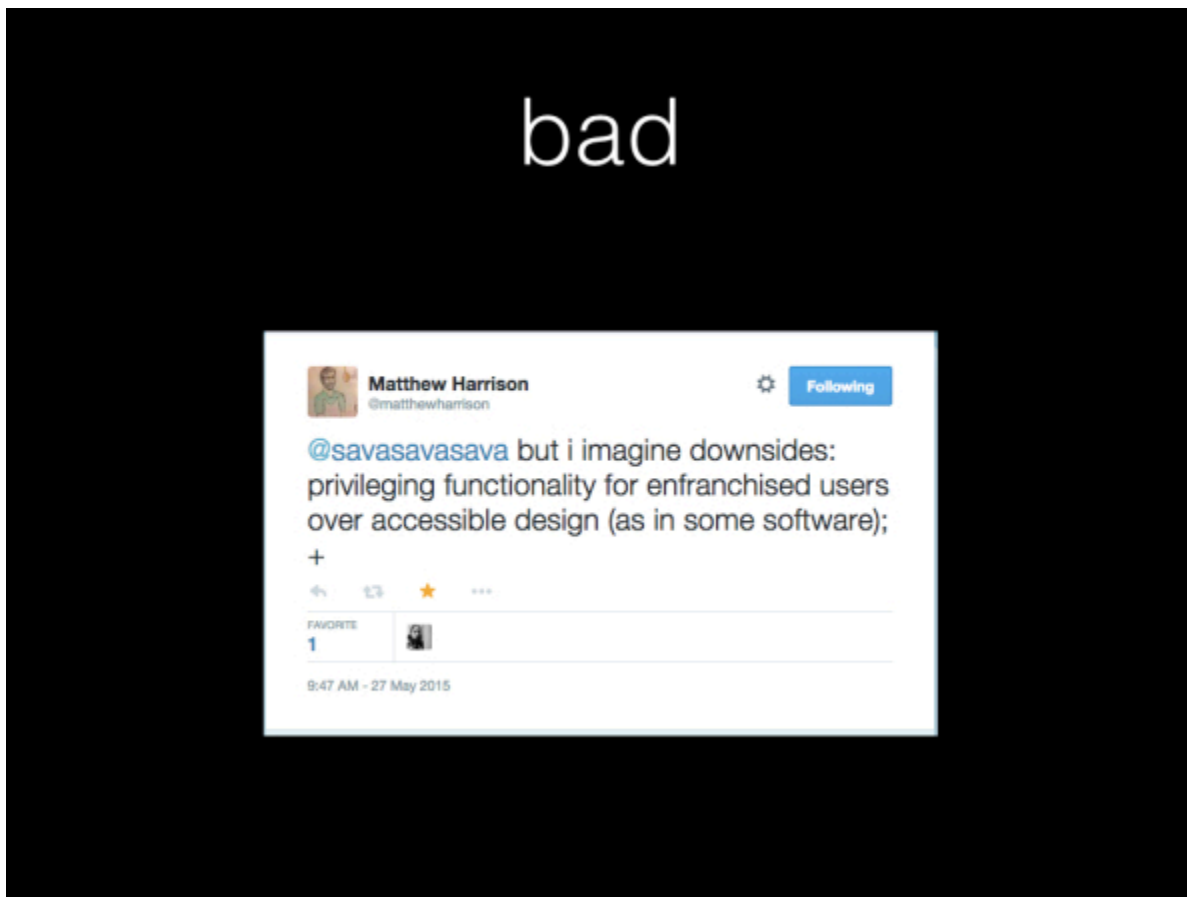 bad
Matthew Harrison
@matthewharrison
Following
@savasavasava but i imagine downsides:
privileging functionality for enfranchised users
over accessible design (as in some software);
+
FAVORITE
1
9:47 AM - 27 May 2015